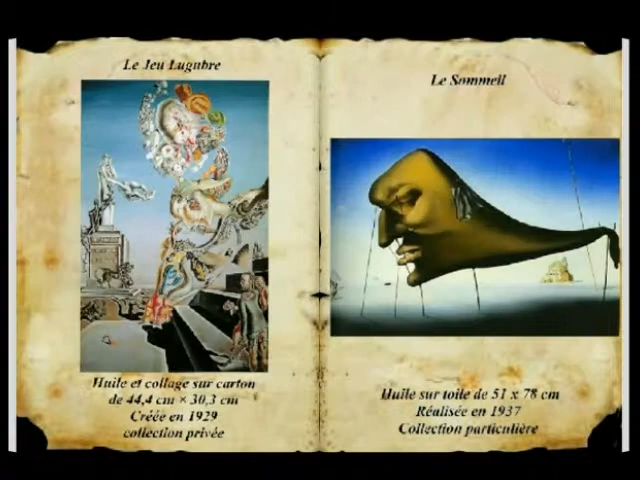 Le Jeu Lugubre
Huile et collage sur carton
de 44,4 cm × 30,3 cm
Créée en 1929
collection privée
Le Sommeil
Huile sur toile de 51 x 78 cm
Réalisée en 1937
Collection particulière